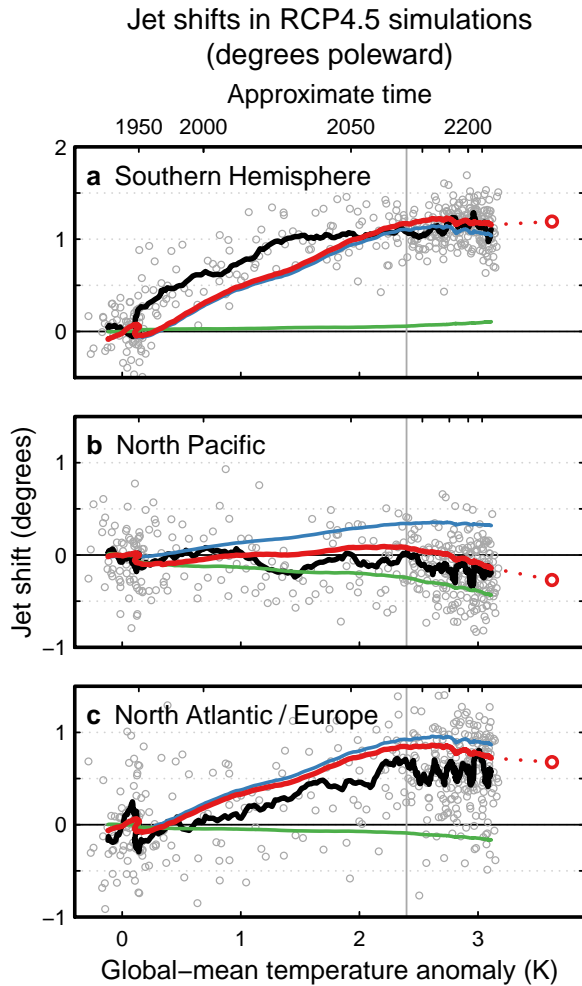 Jet shifts in RCP4.5 simulations
(degrees poleward)
Approximate time
1950 2000 2050 2200
2
a Southern Hemisphere
1
0
b North Pacific
1
0
−1
Jet shift (degrees)
c North Atlantic / Europe
1
0
−1
0 1 2 3
Global−mean temperature anomaly (K)